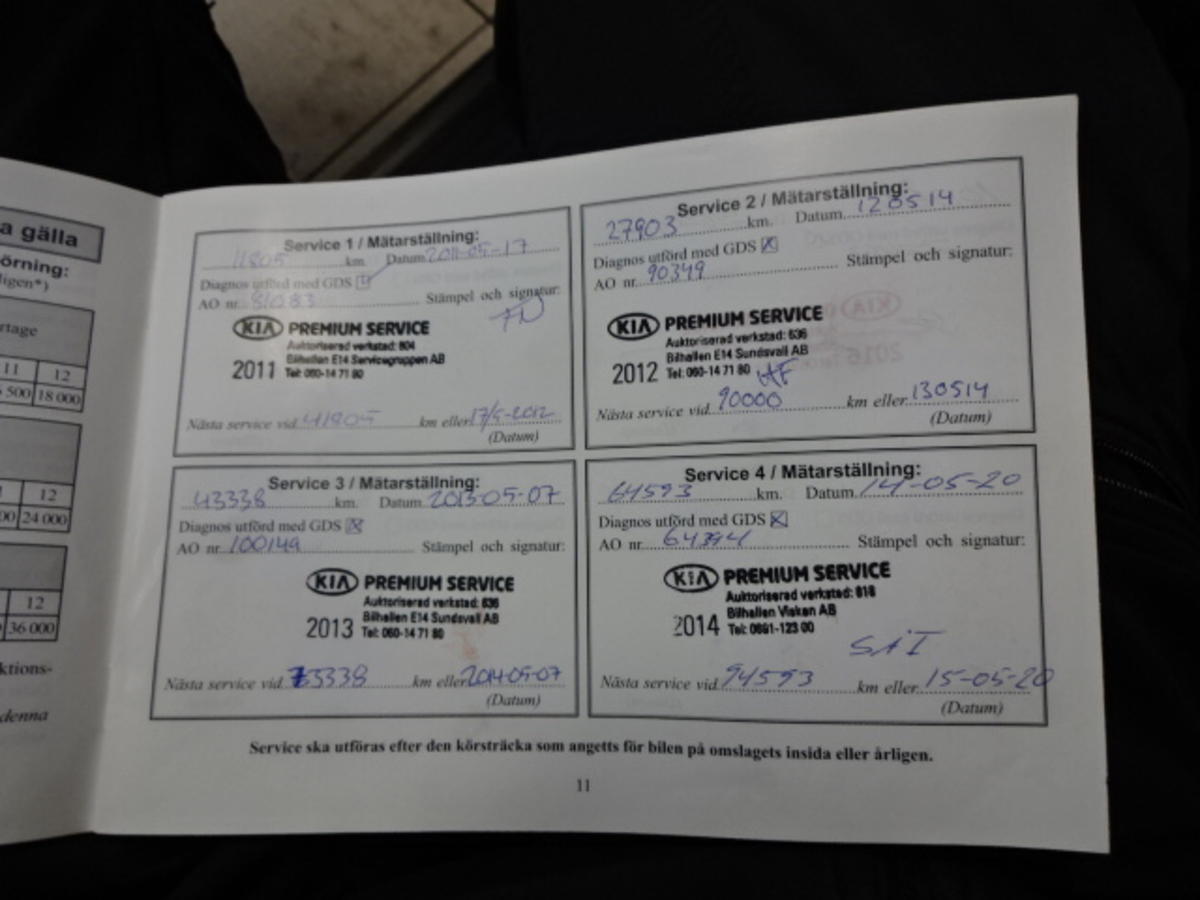 a gälla
örning:
ligen*)
rtage
11 12
500 18 000
12
00 24 000
12
36 000
ktions-
denna
Service 1 / Mätarställning:
11805 km. Datum 2011-05-17
Diagnos utförd med GDS
AO nr. 81083 Stämpel och signatur:
KIA PREMIUM SERVICE
Auktoriserad verkstad: 804
Bilhallen E14 Servicegruppen AB
2011 Tel: 060-14 71 80
Nästa service vid 41805 km eller 17/5-2012
(Datum)
Service 2 / Mätarställning:
27903 km. Datum. 120514
Diagnos utförd med GDS
AO nr. 90349 Stämpel och signatur:
KIA PREMIUM SERVICE
Auktoriserad verkstad: 636
Bilhallen E14 Sundsvall AB
2012 Tel: 060-14 71 80
Nästa service vid. 90000 km eller. 130514
(Datum)
Service 3 / Mätarställning:
43338 km. Datum 2013-05-07
Diagnos utförd med GDS
AO nr 100149 Stämpel och signatur:
KIA PREMIUM SERVICE
Auktoriserad verkstad: 636
Bilhallen E14 Sundsvall AB
2013 Tel: 060-14 71 80
Nästa service vid 73338 km eller 2014-05-07
(Datum)
Service 4 / Mätarställning:
64593 km. Datum 14-05-20
Diagnos utförd med GDS
AO nr. 64394 Stämpel och signatur:
KIA PREMIUM SERVICE
Auktoriserad verkstad: 818
Bilhallen Visken AB
2014 Tel: 0691-123 00
Nästa service vid 94593 km eller 15-05-20
(Datum)
Service ska utföras efter den körsträcka som angetts för bilen på omslagets insida eller årligen.
11